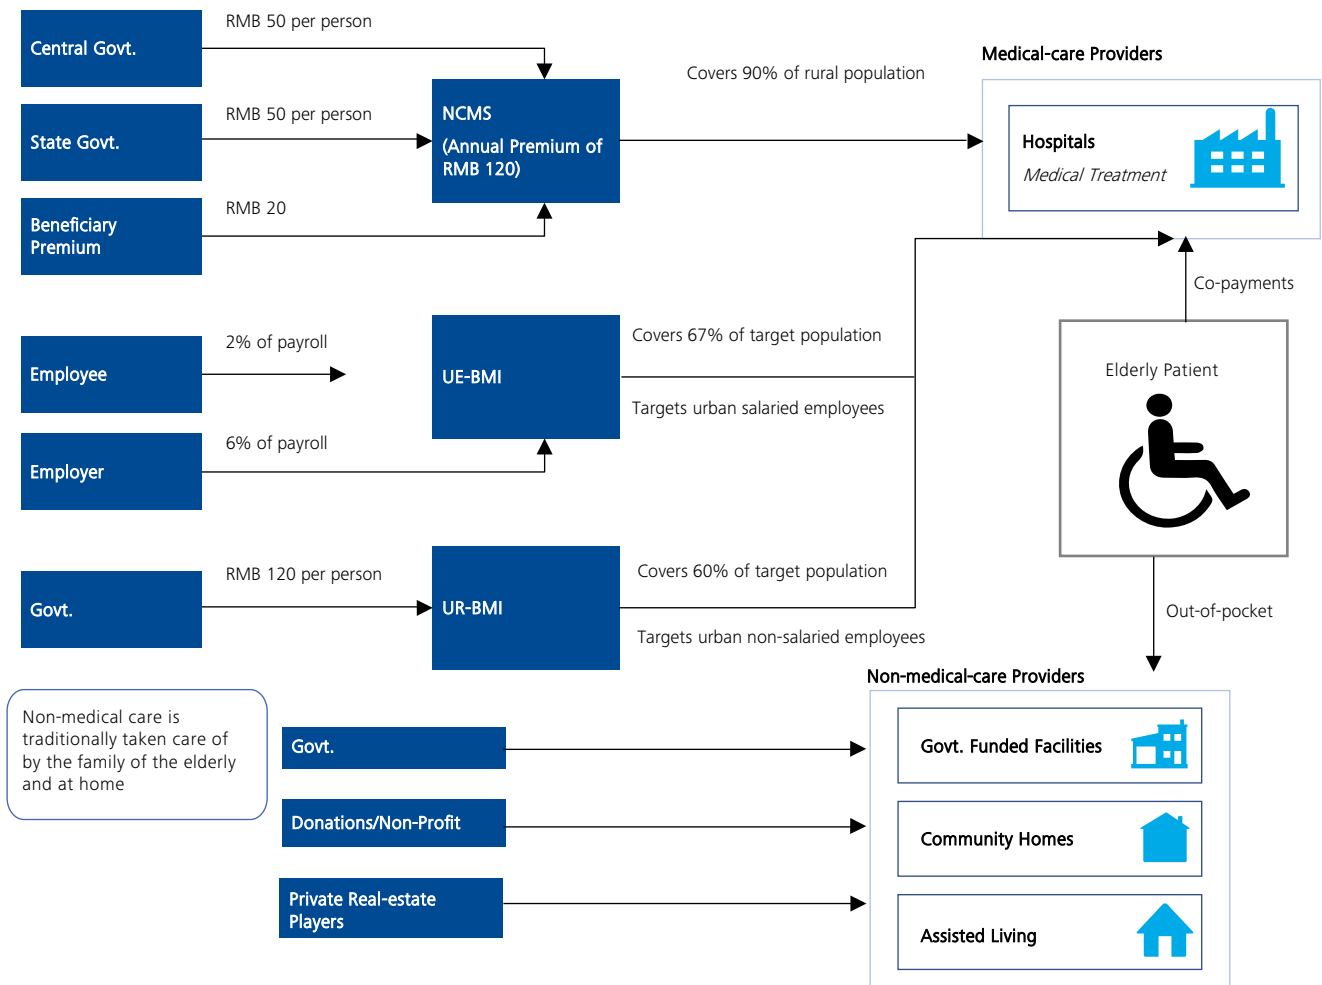 RMB 50 per person
Central Govt.
RMB 50 per person
State Govt.
RMB 20
Beneficiary
Premium
NCMS
(Annual Premium of
RMB 120)
Covers 90% of rural population
Medical-care Providers
Hospitals
Medical Treatment
Co-payments
2% of payroll
Employee
6% of payroll
Employer
UE-BMI
Covers 67% of target population
Targets urban salaried employees
Elderly Patient
RMB 120 per person
Govt.
UR-BMI
Covers 60% of target population
Targets urban non-salaried employees
Out-of-pocket
Non-medical care is
traditionally taken care of
by the family of the elderly
and at home
Govt.
Donations/Non-Profit
Private Real-estate
Players
Non-medical-care Providers
Govt. Funded Facilities
Community Homes
Assisted Living